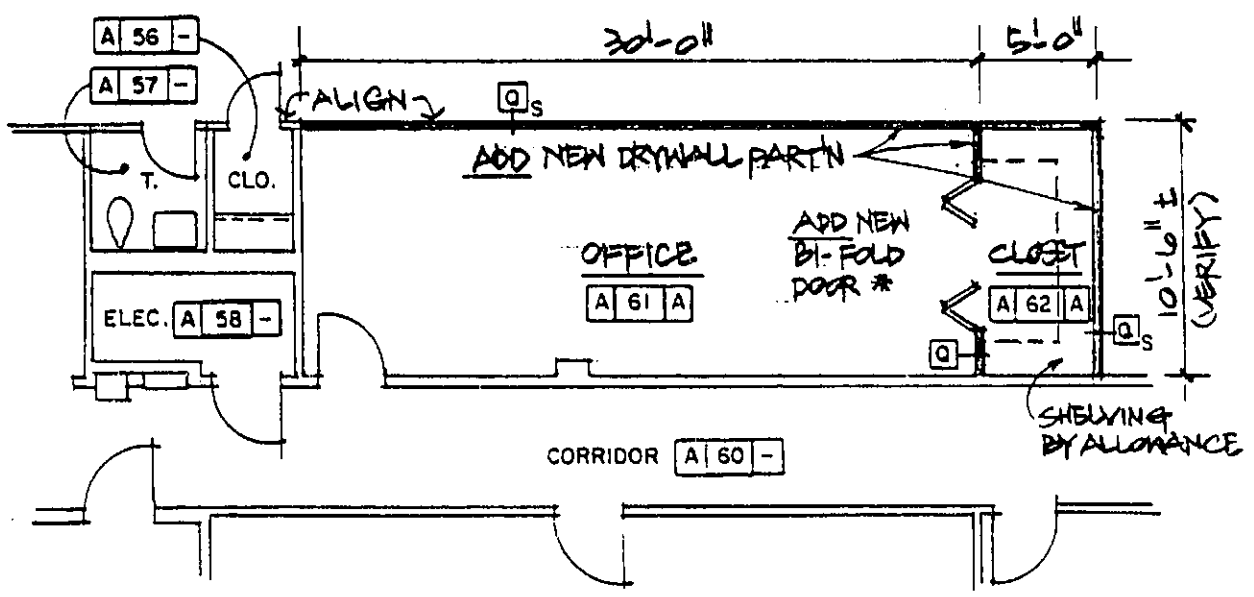 A 56 -
A 57 -
30'-0"
5'-0"
ALIGN
Q S
ADD NEW DRYWALL PART'N
T.
CLO.
ADD NEW
BI-FOLD
DOOR *
OFFICE
A 61 A
CLOSET
A 62 A
10'-6" ±
(VERIFY)
ELEC. A 58 -
Q
Q S
SHELVING
BY ALLOWANCE
CORRIDOR A 60 -